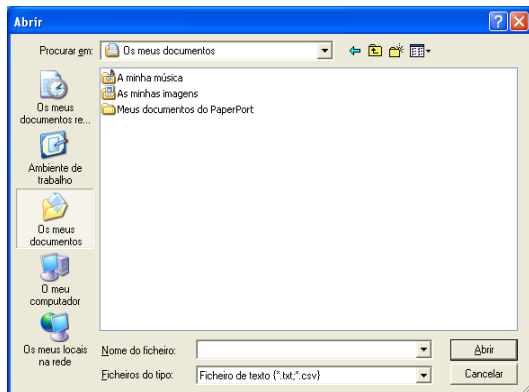 Abrir
Procurar em:
Os meus documentos
Os meus
documentos re...
Ambiente de
trabalho
Os meus
documentos
O meu
computador
Os meus locais
na rede
A minha música
As minhas imagens
Meus documentos do PaperPort
Nome do ficheiro:
Abrir
Ficheiros do tipo:
Ficheiro de texto {*.txt;*.csv}
Cancelar